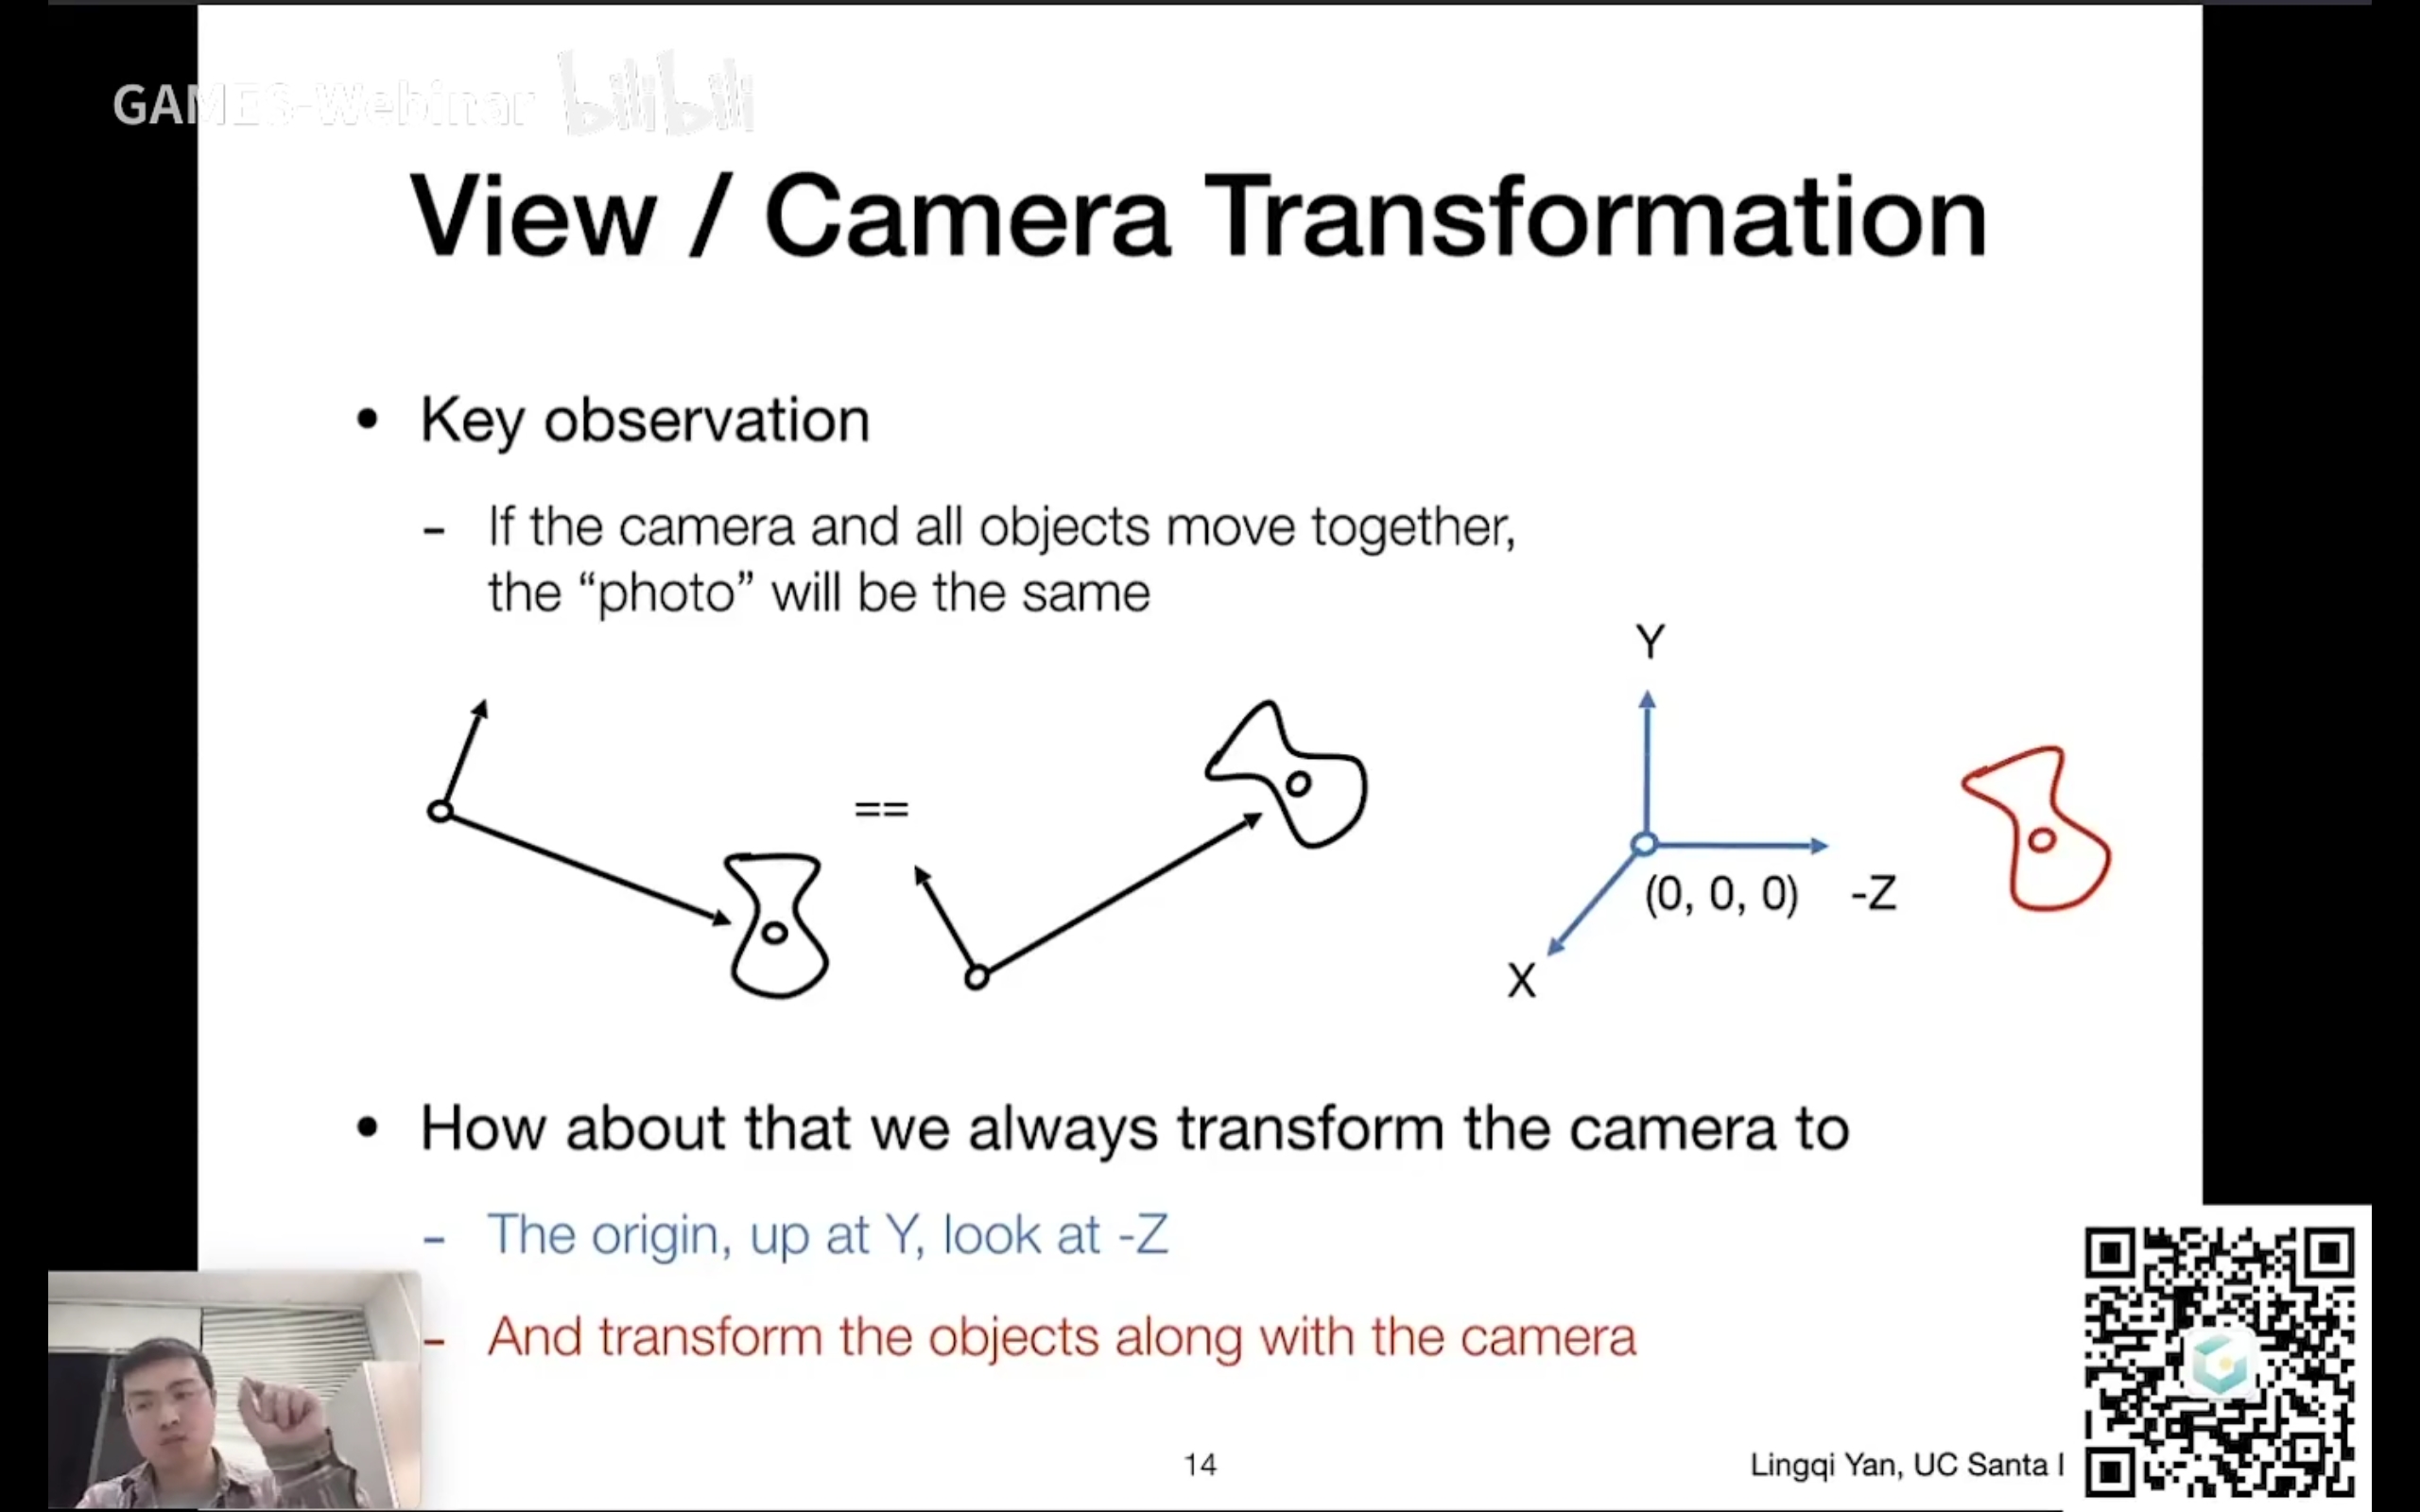 GAMES-Webinar bilibili
View / Camera Transformation
• Key observation
- If the camera and all objects move together,
the “photo” will be the same
Y
==
(0, 0, 0) -Z
X
• How about that we always transform the camera to
- The origin, up at Y, look at -Z
- And transform the objects along with the camera
14
Lingqi Yan, UC Santa